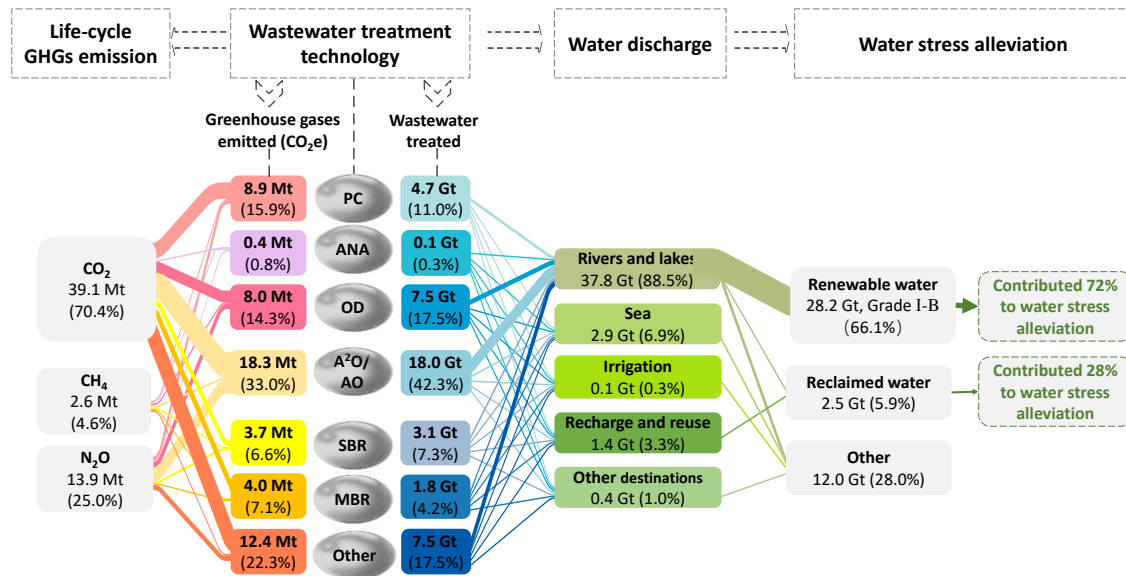 Life-cycle
GHGs emission
Wastewater treatment
technology
Water discharge
Water stress alleviation
Greenhouse gases
emitted (CO₂e)
Wastewater
treated
CO₂
39.1 Mt
(70.4%)
CH₄
2.6 Mt
(4.6%)
N₂O
13.9 Mt
(25.0%)
8.9 Mt
(15.9%)
PC
4.7 Gt
(11.0%)
0.4 Mt
(0.8%)
ANA
0.1 Gt
(0.3%)
8.0 Mt
(14.3%)
OD
7.5 Gt
(17.5%)
18.3 Mt
(33.0%)
A²O/
AO
18.0 Gt
(42.3%)
3.7 Mt
(6.6%)
SBR
3.1 Gt
(7.3%)
4.0 Mt
(7.1%)
MBR
1.8 Gt
(4.2%)
12.4 Mt
(22.3%)
Other
7.5 Gt
(17.5%)
Rivers and lakes
37.8 Gt (88.5%)
Sea
2.9 Gt (6.9%)
Irrigation
0.1 Gt (0.3%)
Recharge and reuse
1.4 Gt (3.3%)
Other destinations
0.4 Gt (1.0%)
Renewable water
28.2 Gt, Grade I-B
(66.1%)
Reclaimed water
2.5 Gt (5.9%)
Other
12.0 Gt (28.0%)
Contributed 72%
to water stress
alleviation
Contributed 28%
to water stress
alleviation